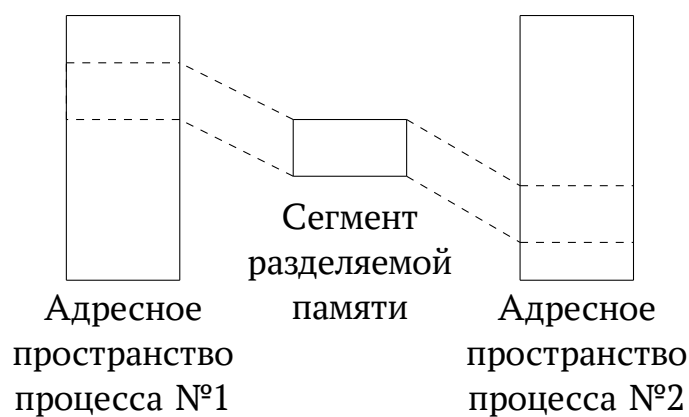 Сегмент
разделяемой
памяти
Адресное
пространство
процесса №1
Адресное
пространство
процесса №2